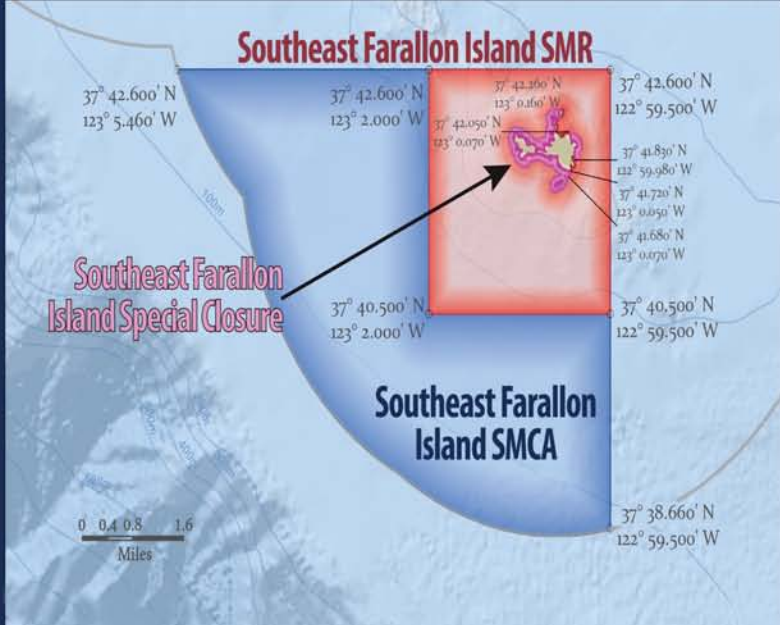 Southeast Farallon Island SMR
37° 42.600' N
123° 5.460' W
37° 42.600' N
123° 2.000' W
37° 42.260' N
123° 0.160' W
37° 42.600' N
122° 59.500' W
37° 42.050' N
123° 0.070' W
37° 41.830' N
122° 59.980' W
37° 41.720' N
123° 0.050' W
37° 41.680' N
123° 0.070' W
100m
Southeast Farallon
Island Special Closure
37° 40.500' N
123° 2.000' W
37° 40.500' N
122° 59.500' W
Southeast Farallon
Island SMCA
37° 38.660' N
122° 59.500' W
0 0.4 0.8 1.6
Miles